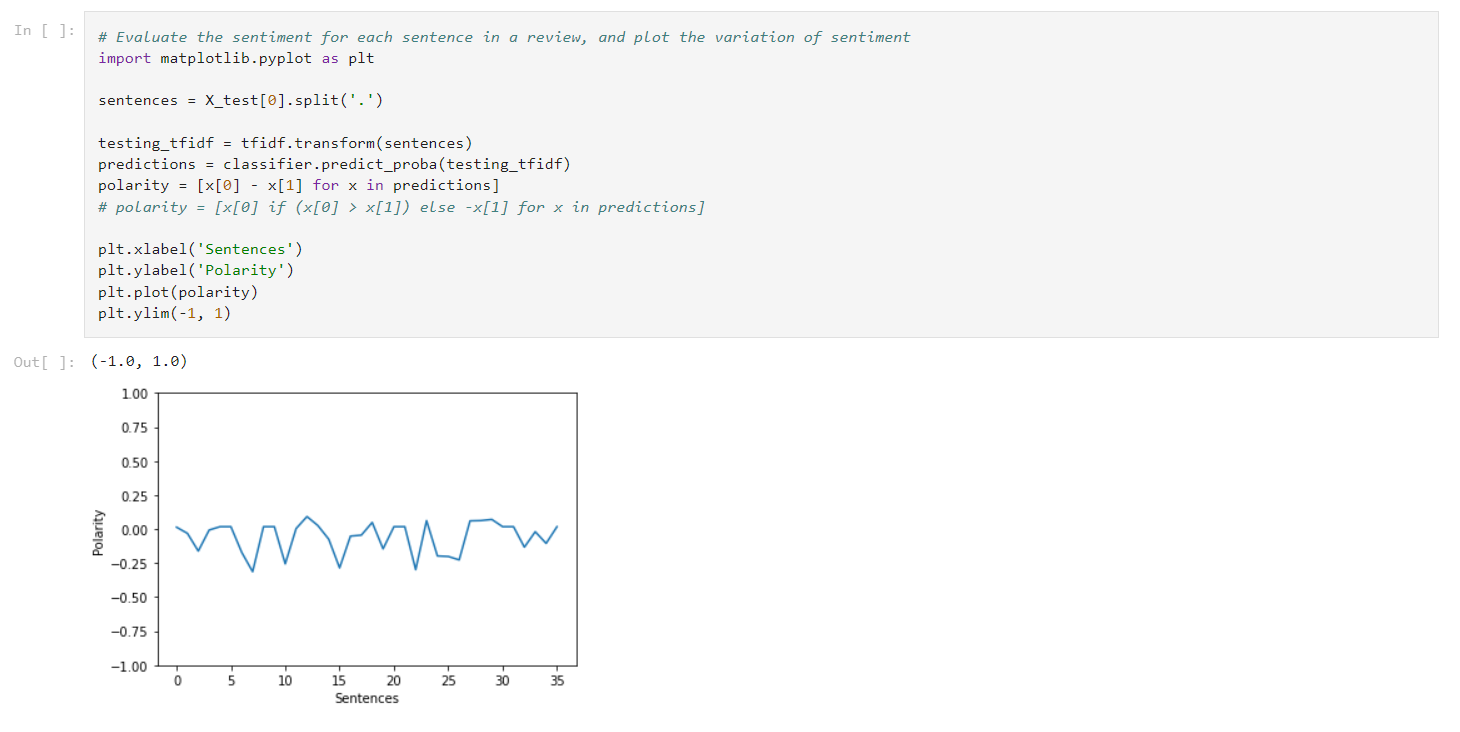 In [ ]:
# Evaluate the sentiment for each sentence in a review, and plot the variation of sentiment
import matplotlib.pyplot as plt
sentences = X_test[0].split('.')
testing_tfidf = tfidf.transform(sentences)
predictions = classifier.predict_proba(testing_tfidf)
polarity = [x[0] - x[1] for x in predictions]
# polarity = [x[0] if (x[0] > x[1]) else -x[1] for x in predictions]
plt.xlabel('Sentences')
plt.ylabel('Polarity')
plt.plot(polarity)
plt.ylim(-1, 1)
Out[ ]: (-1.0, 1.0)
1.00
0.75
0.50
0.25
0.00
−0.25
−0.50
−0.75
−1.00
Polarity
0 5 10 15 20 25 30 35
Sentences